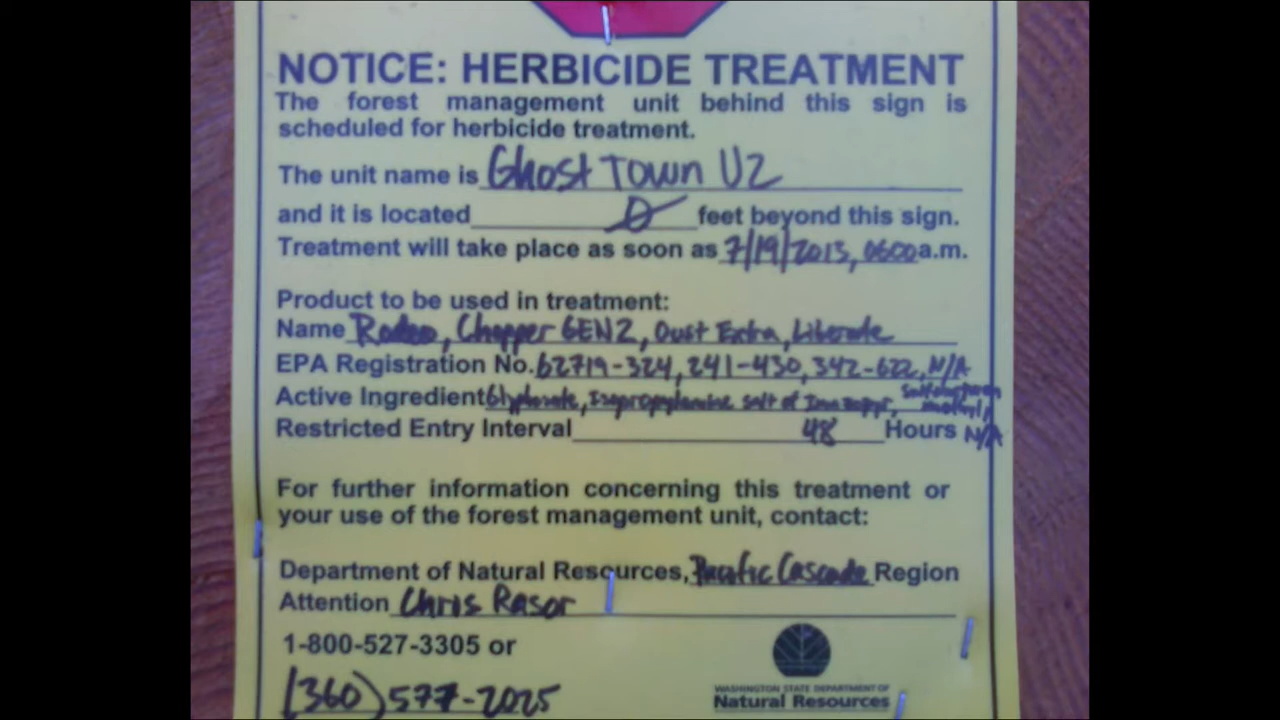 NOTICE: HERBICIDE TREATMENT
The forest management unit behind this sign is
scheduled for herbicide treatment.
The unit name is Ghost Town U2
and it is located 0 feet beyond this sign.
Treatment will take place as soon as 7/19/2013, 0600 a.m.
Product to be used in treatment:
Name Rodeo, Chopper GEN2, Oust Extra, Liberate
EPA Registration No. 62719-324, 241-430, 342-622, N/A
Active Ingredient Glyphosate, Isopropylamine salt of
Restricted Entry Interval 48 Hours N/A
For further information concerning this treatment or
your use of the forest management unit, contact:
Department of Natural Resources, Pacific Cascade Region
Attention Chris Rasor
1-800-527-3305 or
(360) 577-2025
WASHINGTON STATE DEPARTMENT OF
Natural Resources